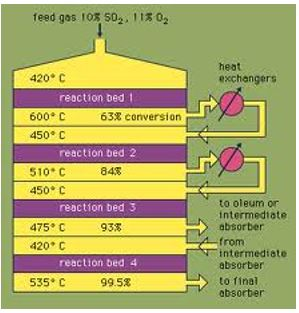 feed gas 10% SO2, 11% O2
420° C
heat
exchangers
reaction bed 1
600° C 63% conversion
450° C
reaction bed 2
510° C 84%
450° C
reaction bed 3
to oleum or
intermediate
absorber
475° C 93%
420° C
from
intermediate
absorber
reaction bed 4
535° C 99.5%
to final
absorber